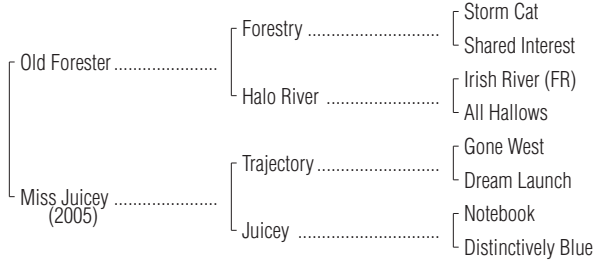 Storm Cat
Forestry ........................
Shared Interest
Old Forester ...................
Irish River (FR)
Halo River .....................
All Hallows
Gone West
Trajectory ......................
Dream Launch
Miss Juicey ...................
(2005)
Notebook
Juicey ..........................
Distinctively Blue